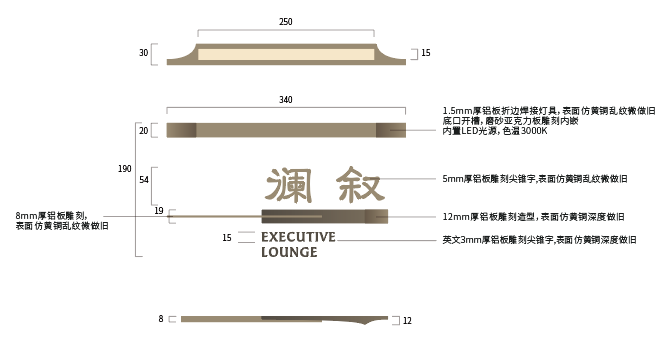 250
30
15
340
1.5mm厚铝板折边焊接灯具，表面仿黄铜乱纹微做旧
底口开槽，磨砂亚克力板雕刻内嵌
内置LED光源，色温3000K
20
190
54
澜 叙
5mm厚铝板雕刻尖锥字，表面仿黄铜乱纹微做旧
19
8mm厚铝板雕刻，
表面仿黄铜乱纹微做旧
12mm厚铝板雕刻造型，表面仿黄铜深度做旧
15
EXECUTIVE
LOUNGE
英文3mm厚铝板雕刻尖锥字，表面仿黄铜深度做旧
8
12